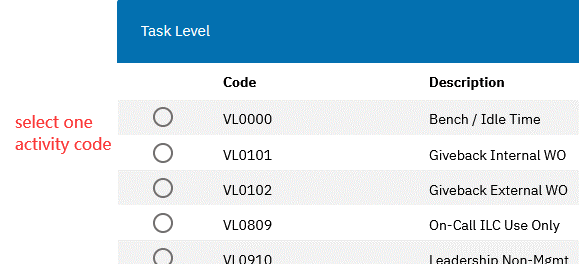 Task Level
Code Description
select one
activity code
VL0000 Bench / Idle Time
VL0101 Giveback Internal WO
VL0102 Giveback External WO
VL0809 On-Call ILC Use Only
VL0910 Leadership Non-Mgmt